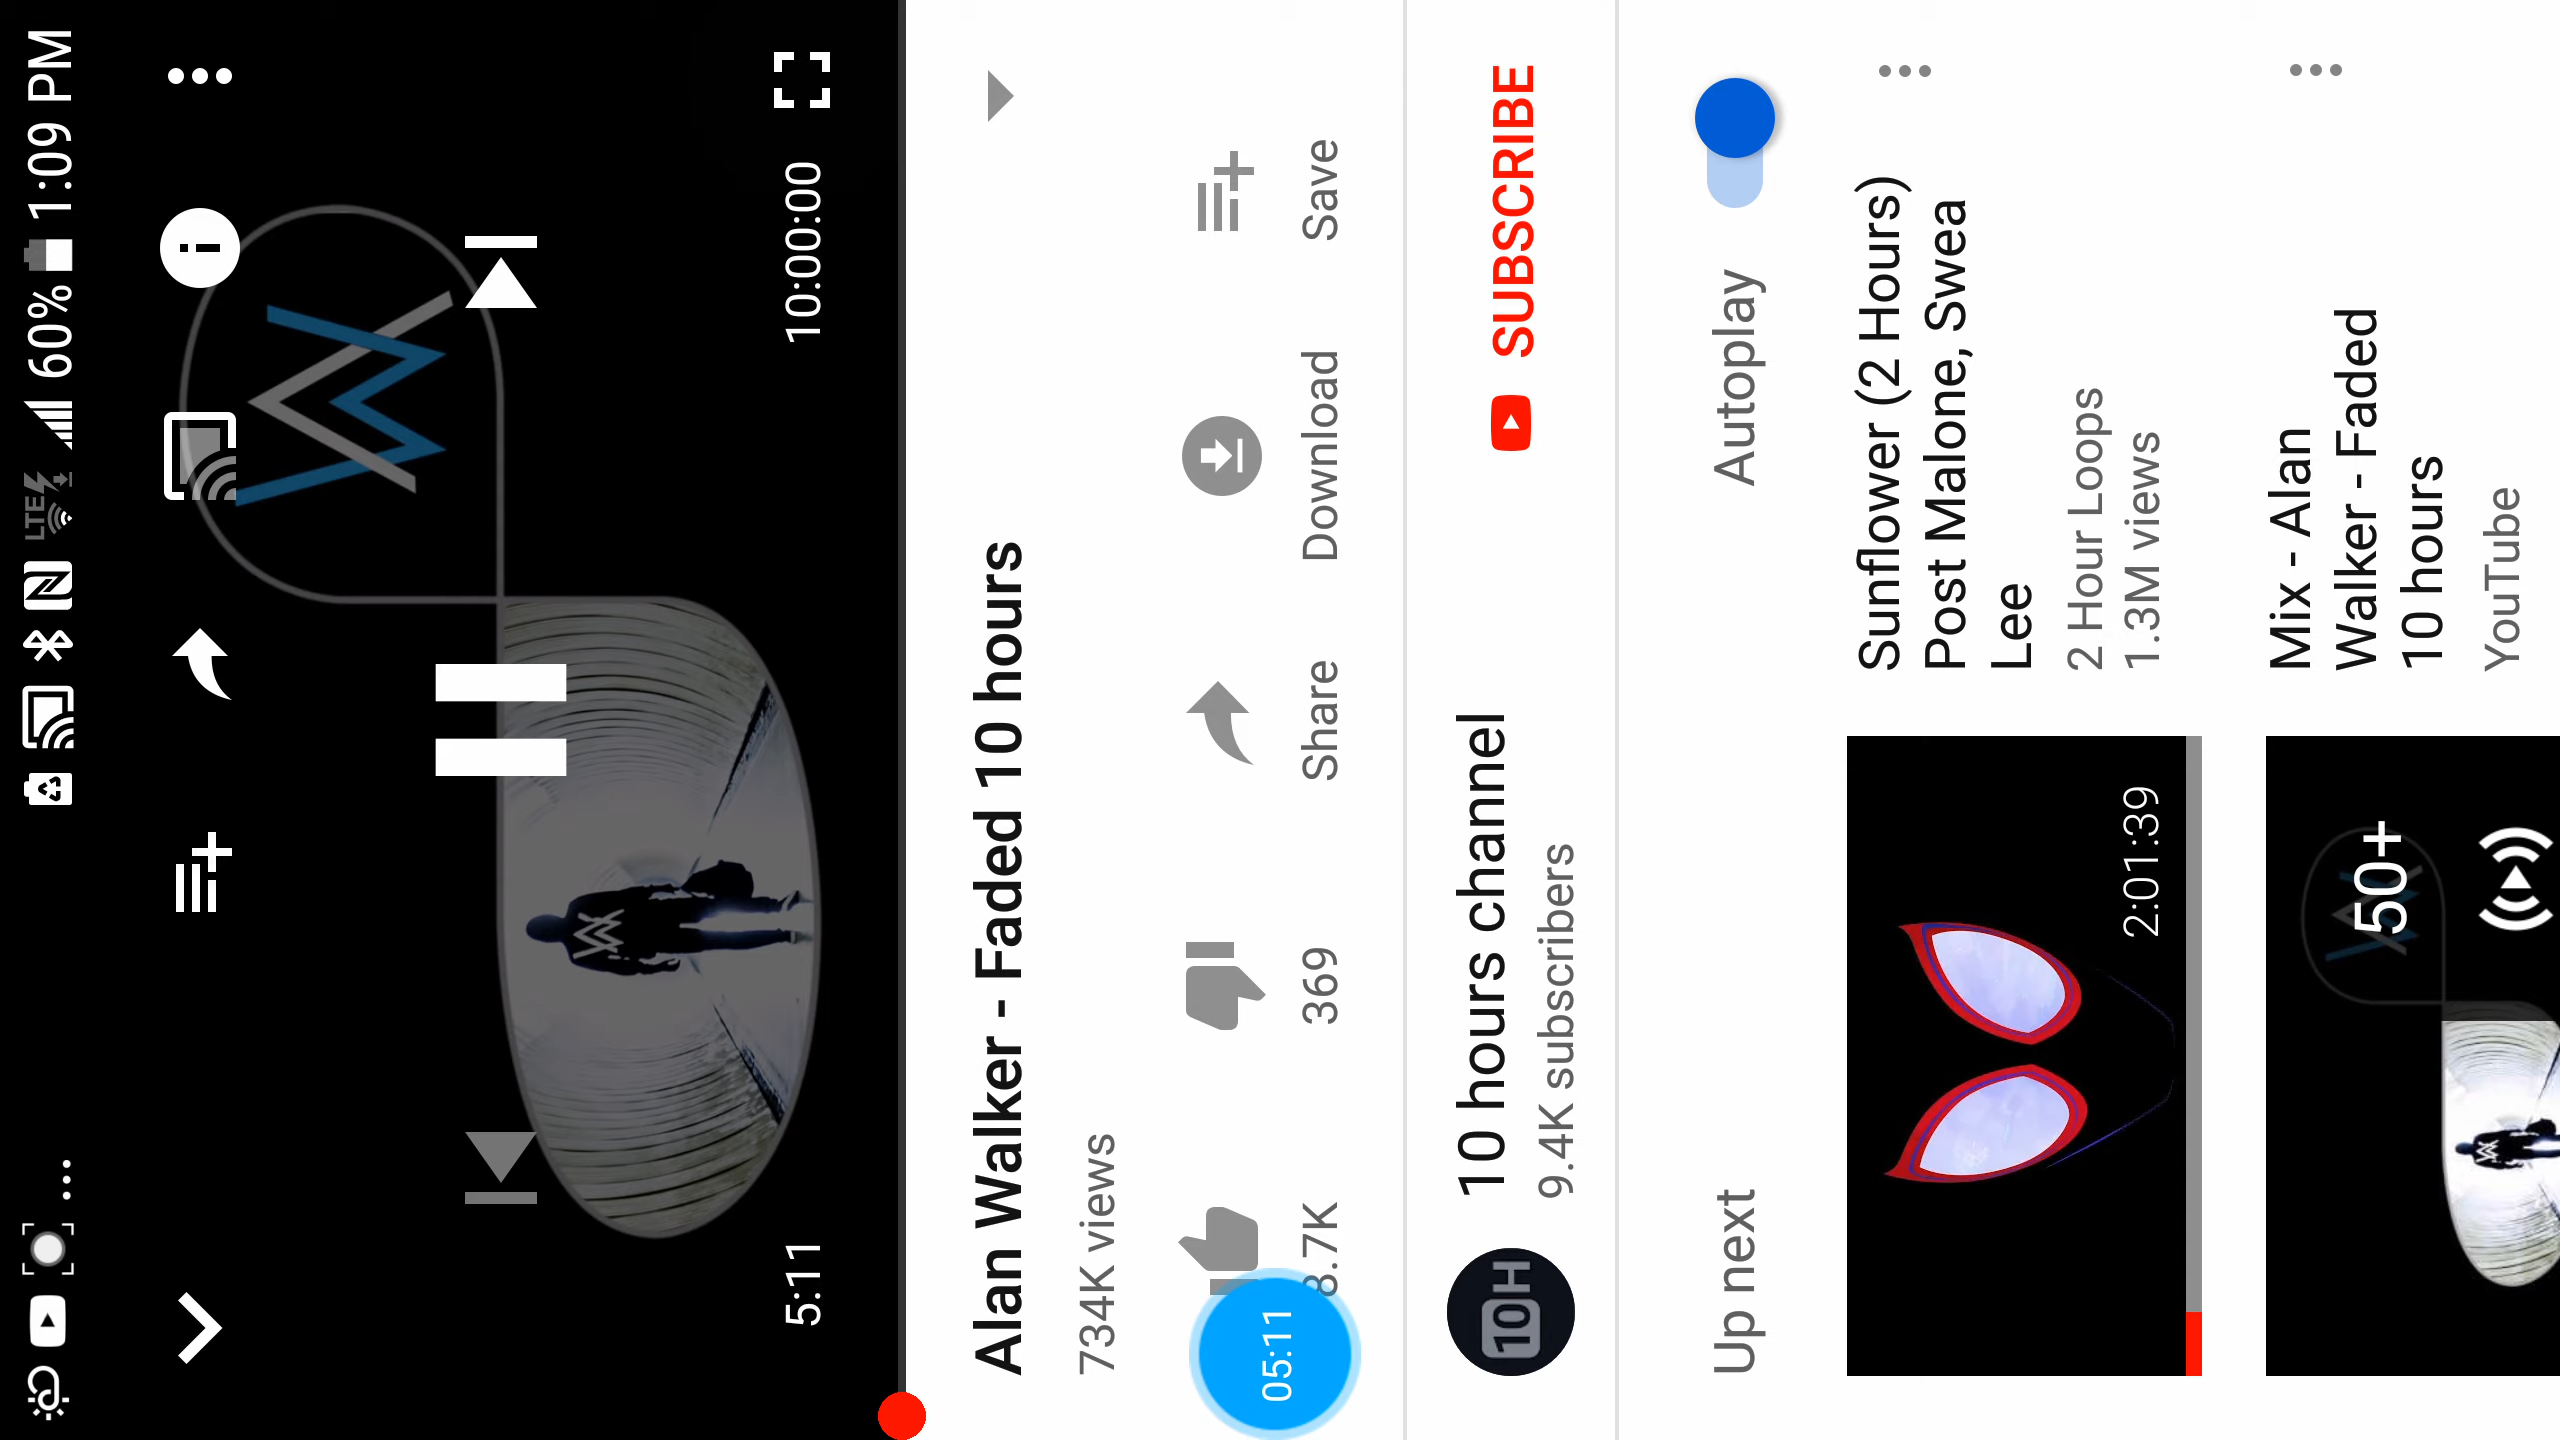 LTE 60% 1:09 PM
5:11
10:000:00
Alan Walker - Faded 10 hours
734K views
8.7K
369
Share
Download
Save
05:11
10H
10 hours channel
9.4K subscribers
SUBSCRIBE
Up next
Autoplay
2:01:39
Sunflower (2 Hours)
Post Malone, Swea
Lee
2 Hour Loops
1.3M views
50+
Mix - Alan
Walker - Faded
10 hours
YouTube